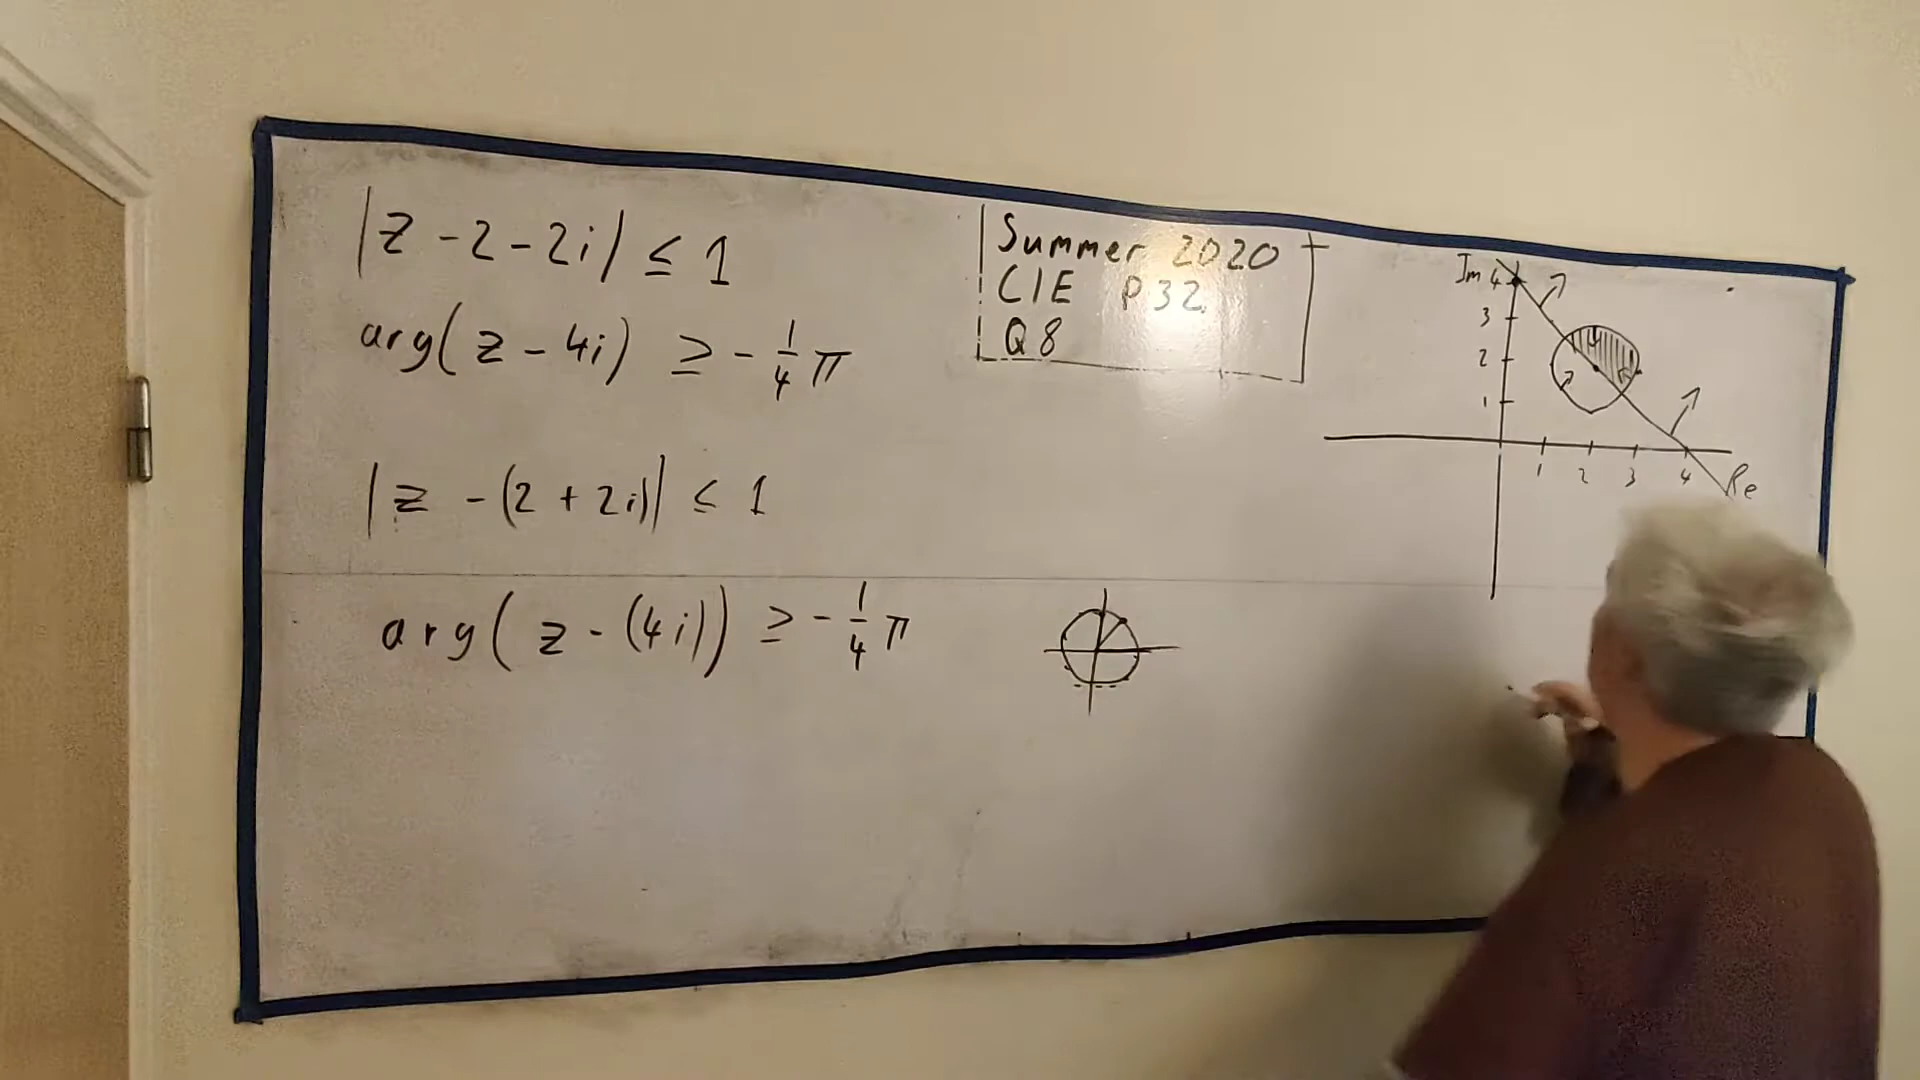 |z - 2 - 2i| ≤ 1
arg(z - 4i) ≥ - 1/4 π
|z - (2 + 2i)| ≤ 1
arg(z - (4i)) ≥ - 1/4 π
Summer 2020
CIE P32
Q8
Im 4
3
2
1
1 2 3 4 Re